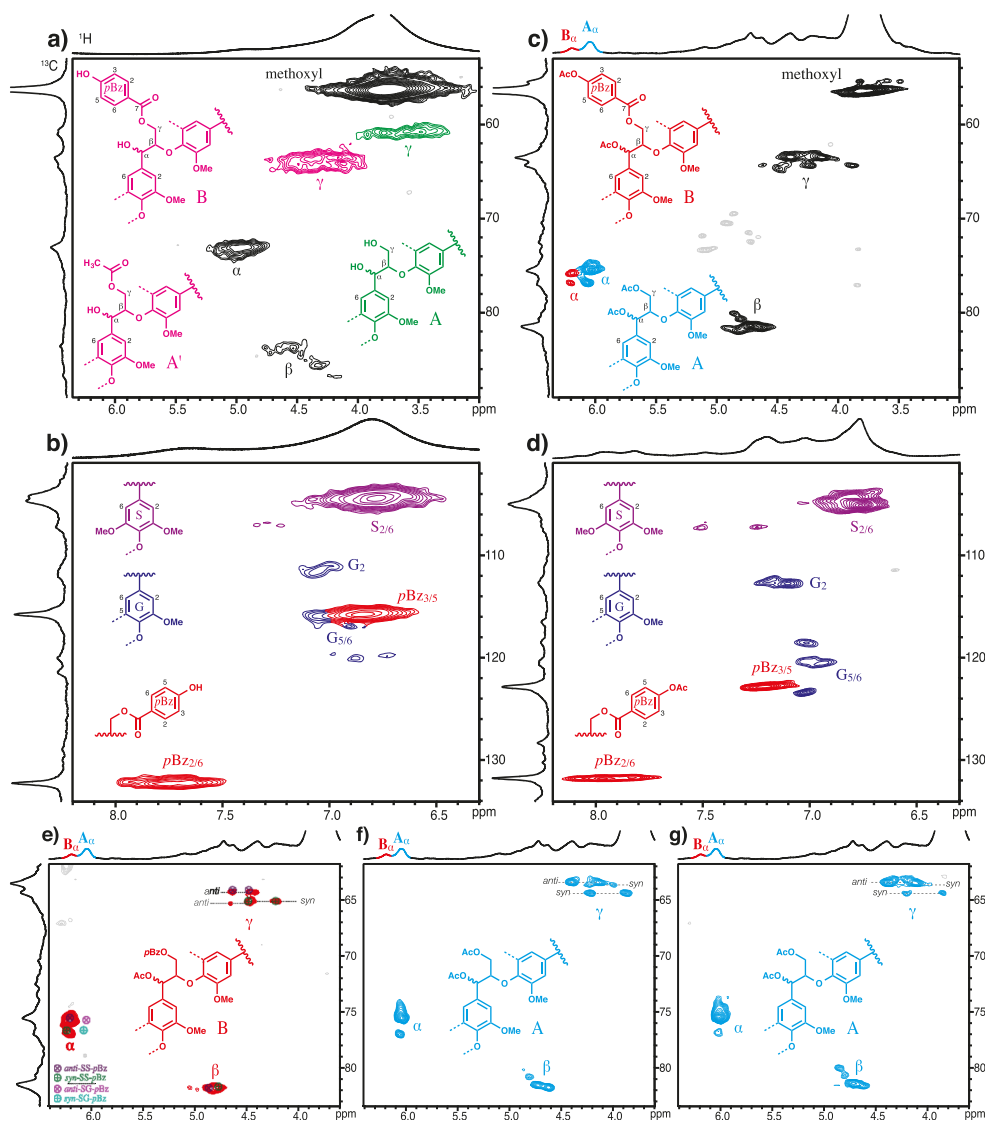 a)
¹H
¹³C
HO
3
2
pBz
5
6
7
O
O
γ
HO
β
O
α
OMe
6
2
OMe
O
B
methoxyl
γ
γ
α
β
H₃C
O
O
γ
HO
β
α
O
OMe
6
2
OMe
O
A'
HO
γ
HO
β
α
O
OMe
6
2
OMe
O
A
60
70
80
6.0
5.5
5.0
4.5
4.0
3.5
ppm
c)
Bα
Aα
AcO
3
2
pBz
5
6
7
O
O
γ
AcO
β
O
α
OMe
6
2
OMe
O
B
methoxyl
γ
α
α
β
AcO
γ
AcO
β
α
O
OMe
6
2
OMe
O
A
60
70
80
6.0
5.5
5.0
4.5
4.0
3.5
ppm
b)
6
2
S
MeO
OMe
O
S2/6
6
2
G
5
OMe
O
G2
pBz3/5
G5/6
5
OH
6
pBz
3
2
O
O
pBz2/6
110
120
130
8.0
7.5
7.0
6.5
ppm
d)
6
2
S
MeO
OMe
O
S2/6
6
2
G
5
OMe
O
G2
G5/6
pBz3/5
5
OAc
6
pBz
3
2
O
O
pBz2/6
110
120
130
8.0
7.5
7.0
6.5
ppm
e)
Bα
Aα
anti
anti
syn
γ
pBzO
AcO
O
OMe
OMe
O
B
α
β
anti-SS-pBz
syn-SS-pBz
anti-SG-pBz
syn-SG-pBz
65
70
75
80
6.0
5.5
5.0
4.5
4.0
ppm
f)
Bα
Aα
anti
syn
syn
γ
AcO
AcO
O
OMe
OMe
O
A
α
β
65
70
75
80
6.0
5.5
5.0
4.5
4.0
ppm
g)
Bα
Aα
anti
syn
syn
γ
AcO
AcO
O
OMe
OMe
O
A
α
β
65
70
75
80
6.0
5.5
5.0
4.5
4.0
ppm